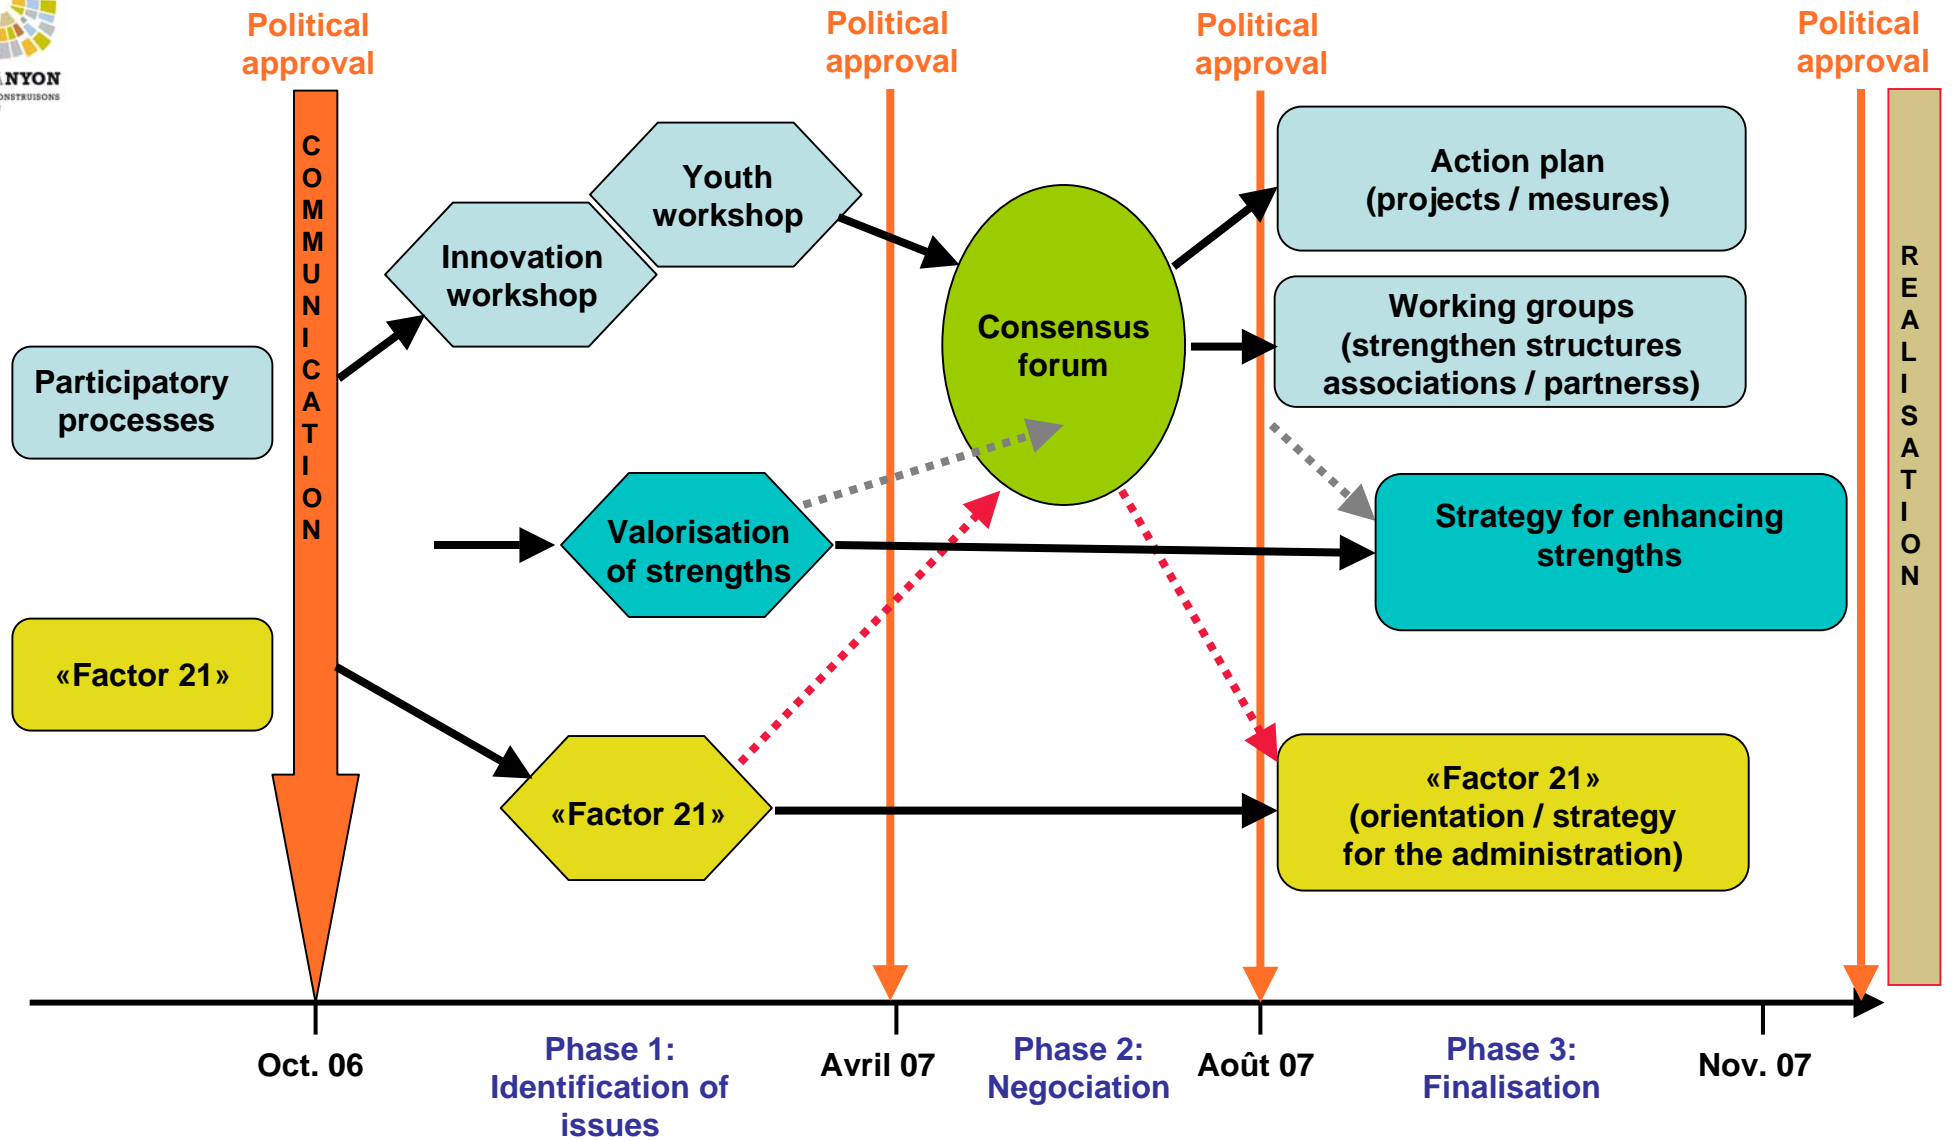 ANYON
ONSTRUISONS
Political
approval
Political
approval
Political
approval
Political
approval
COMMUNICATION
Youth
workshop
Innovation
workshop
Participatory
processes
Consensus
forum
Action plan
(projects / mesures)
Working groups
(strengthen structures
associations / partnerss)
Valorisation
of strengths
Strategy for enhancing
strengths
«Factor 21»
«Factor 21»
«Factor 21»
(orientation / strategy
for the administration)
REALISATION
Oct. 06
Phase 1:
Identification of
issues
Avril 07
Phase 2:
Negociation
Août 07
Phase 3:
Finalisation
Nov. 07